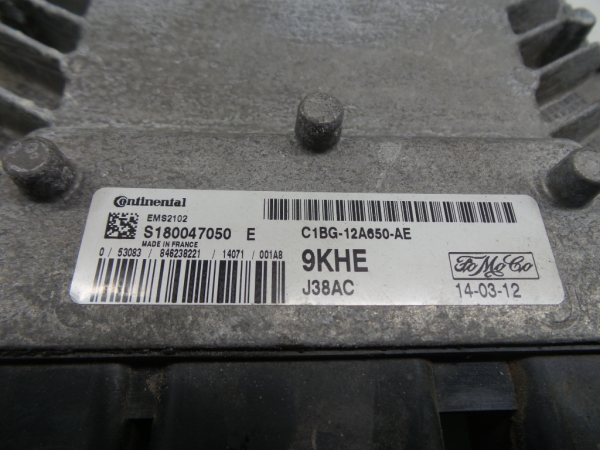 Continental
EMS2102
S180047050 E
MADE IN FRANCE
0 / 53083 / 846238221 / 14071 / 001A8
C1BG-12A650-AE
9KHE
J38AC
FoMoCo
14-03-12